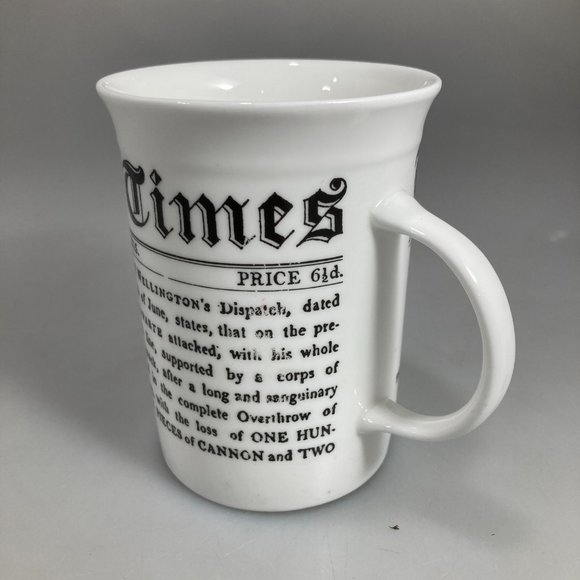 Times
PRICE 6½d.
WELLINGTON'S Dispatch, dated
of June, states, that on the pre-
attacked, with his whole
supported by a corps of
after a long and sanguinary
in the complete Overthrow of
with the loss of ONE HUN-
PIECES of CANNON and TWO